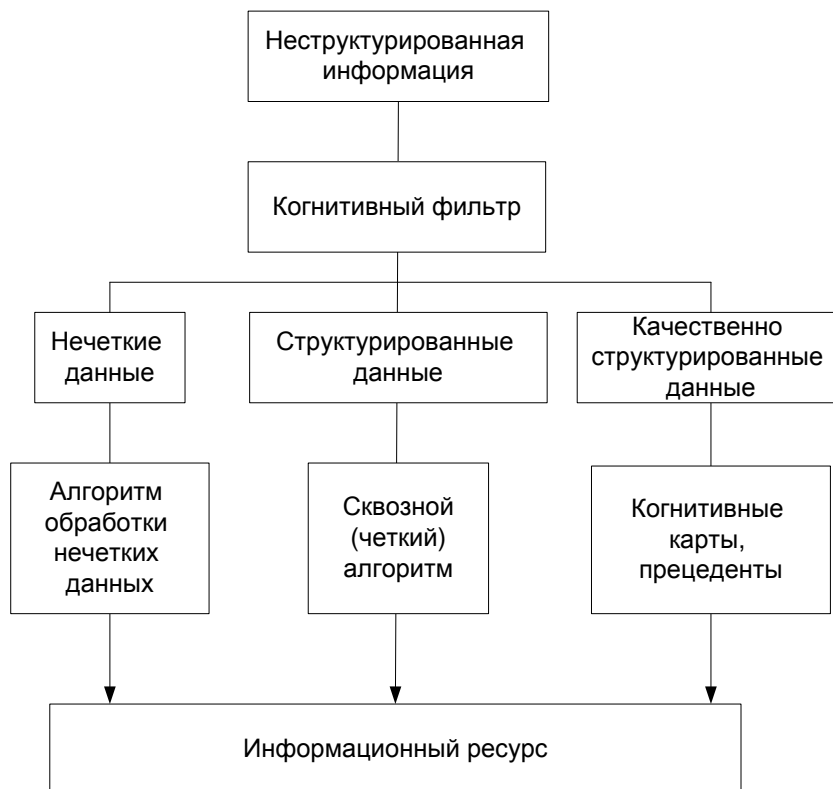 Неструктурированная
информация
Когнитивный фильтр
Нечеткие
данные
Структурированные
данные
Качественно
структурированные
данные
Алгоритм
обработки
нечетких
данных
Сквозной
(четкий)
алгоритм
Когнитивные
карты,
прецеденты
Информационный ресурс